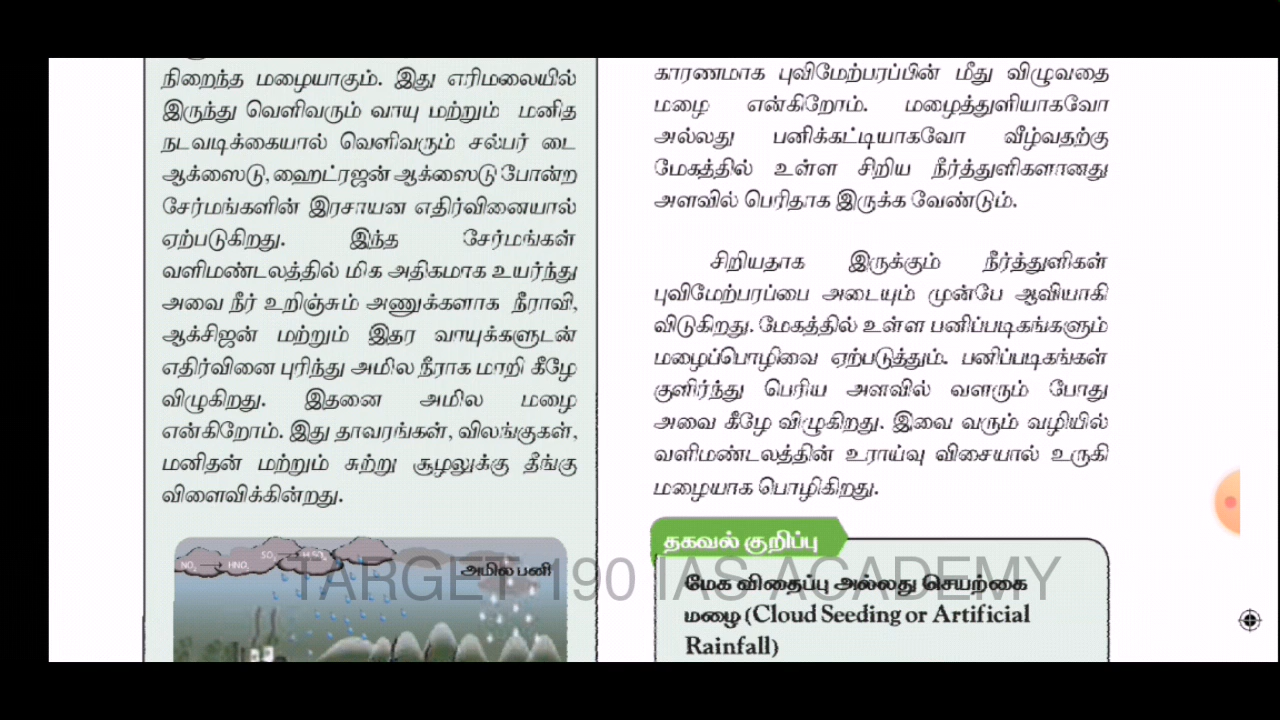 நிறைந்த மழையாகும். இது எரிமலையில்
இருந்து வெளிவரும் வாயு மற்றும் மனித
நடவடிக்கையால் வெளிவரும் சல்பர் டை
ஆக்ஸைடு, ஹைட்ரஜன் ஆக்ஸைடு போன்ற
சேர்மங்களின் இரசாயன எதிர்வினையால்
ஏற்படுகிறது. இந்த சேர்மங்கள்
வளிமண்டலத்தில் மிக அதிகமாக உயர்ந்து
அவை நீர் உறிஞ்சும் அணுக்களாக நீராவி,
ஆக்சிஜன் மற்றும் இதர வாயுக்களுடன்
எதிர்வினை புரிந்து அமில நீராக மாறி கீழே
விழுகிறது. இதனை அமில மழை
என்கிறோம். இது தாவரங்கள், விலங்குகள்,
மனிதன் மற்றும் சுற்று சூழலுக்கு தீங்கு
விளைவிக்கின்றது.
SO₂ → H₂SO₄
NO₂ → HNO₃
அமில பனி
காரணமாக புவிமேற்பரப்பின் மீது விழுவதை
மழை என்கிறோம். மழைத்துளியாகவோ
அல்லது பனிக்கட்டியாகவோ வீழ்வதற்கு
மேகத்தில் உள்ள சிறிய நீர்த்துளிகளானது
அளவில் பெரிதாக இருக்க வேண்டும்.
சிறியதாக இருக்கும் நீர்த்துளிகள்
புவிமேற்பரப்பை அடையும் முன்பே ஆவியாகி
விடுகிறது. மேகத்தில் உள்ள பனிப்படிகங்களும்
மழைப்பொழிவை ஏற்படுத்தும். பனிப்படிகங்கள்
குளிர்ந்து பெரிய அளவில் வளரும் போது
அவை கீழே விழுகிறது. இவை வரும் வழியில்
வளிமண்டலத்தின் உராய்வு விசையால் உருகி
மழையாக பொழிகிறது.
தகவல் குறிப்பு
மேக விதைப்பு அல்லது செயற்கை
மழை (Cloud Seeding or Artificial
Rainfall)
TARGET 190 IAS ACADEMY